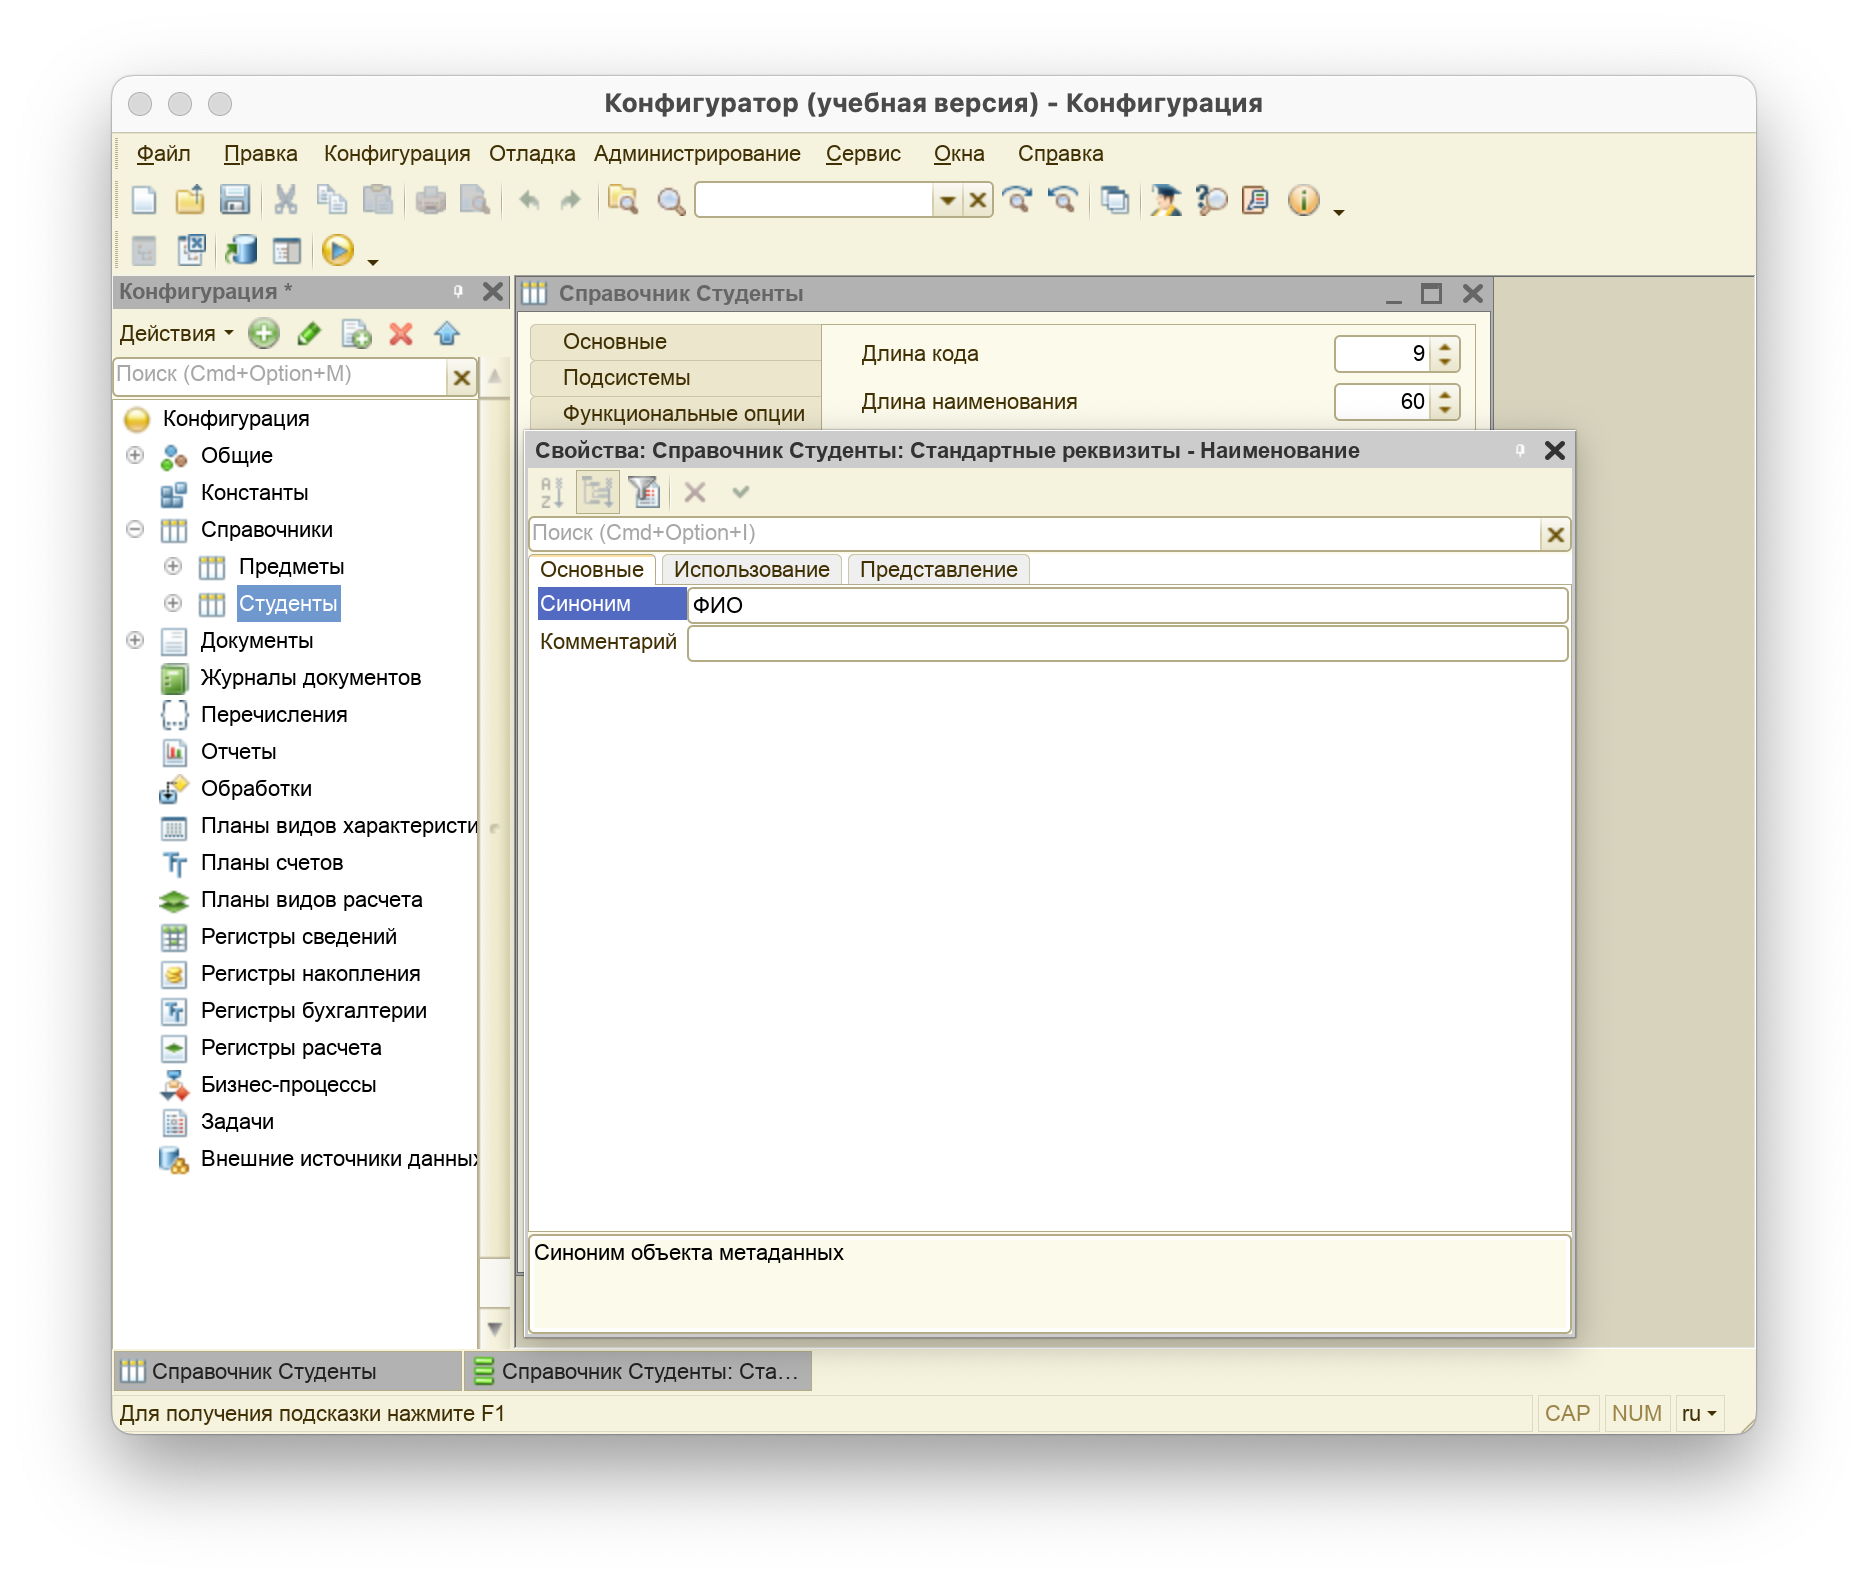 Конфигуратор (учебная версия) - Конфигурация
Файл Правка Конфигурация Отладка Администрирование Сервис Окна Справка
Конфигурация *
Действия
Поиск (Cmd+Option+M)
Конфигурация
Общие
Константы
Справочники
Предметы
Студенты
Документы
Журналы документов
Перечисления
Отчеты
Обработки
Планы видов характеристи
Планы счетов
Планы видов расчета
Регистры сведений
Регистры накопления
Регистры бухгалтерии
Регистры расчета
Бизнес-процессы
Задачи
Внешние источники данных
Справочник Студенты
Основные
Подсистемы
Функциональные опции
Длина кода 9
Длина наименования 60
Свойства: Справочник Студенты: Стандартные реквизиты - Наименование
Поиск (Cmd+Option+I)
Основные Использование Представление
Синоним ФИО
Комментарий
Синоним объекта метаданных
Справочник Студенты Справочник Студенты: Ста...
Для получения подсказки нажмите F1 CAP NUM ru